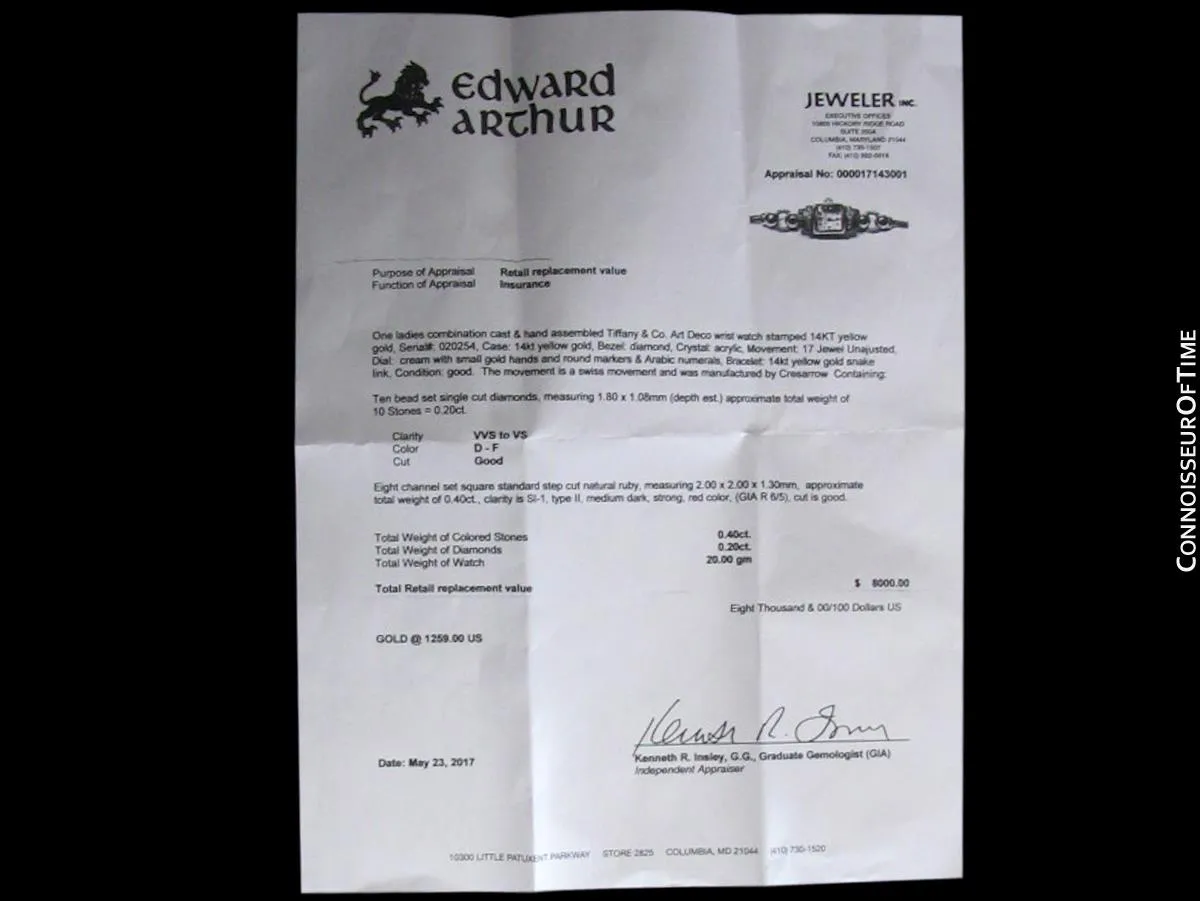 Edward
Arthur
JEWELER INC.
EXECUTIVE OFFICES
HICKORY RIDGE ROAD
SUITE
COLUMBIA, MARYLAND 21044
(410)
FAX: (410)
Appraisal No: 000017143001
Purpose of Appraisal Retail replacement value
Function of Appraisal Insurance
One ladies combination cast & hand assembled Tiffany & Co. Art Deco wrist watch stamped 14KT yellow
gold, Serial#: 020254, Case: 14kt yellow gold, Bezel: diamond, Crystal: acrylic, Movement: 17 Jewel Unajusted,
Dial: cream with small gold hands and round markers & Arabic numerals, Bracelet: 14kt yellow gold snake
link, Condition: good. The movement is a swiss movement and was manufactured by Cresarrow Containing:
Ten bead set single cut diamonds, measuring 1.80 x 1.08mm (depth est.) approximate total weight of
10 Stones = 0.20ct.
Clarity VVS to VS
Color D - F
Cut Good
Eight channel set square standard step cut natural ruby, measuring 2.00 x 2.00 x 1.30mm, approximate
total weight of 0.40ct., clarity is SI-1, type II, medium dark, strong, red color, (GIA R 6/5), cut is good.
Total Weight of Colored Stones 0.40ct.
Total Weight of Diamonds 0.20ct.
Total Weight of Watch 20.00 gm
Total Retail replacement value $ 8000.00
Eight Thousand & 00/100 Dollars US
GOLD @ 1259.00 US
Kenneth R. Insley, G.G., Graduate Gemologist (GIA)
Date: May 23, 2017
Independent Appraiser
10300 LITTLE PATUXENT PARKWAY STORE 2825 COLUMBIA, MD 21044 (410) 730-1520
CONNOISSEUROFTIME